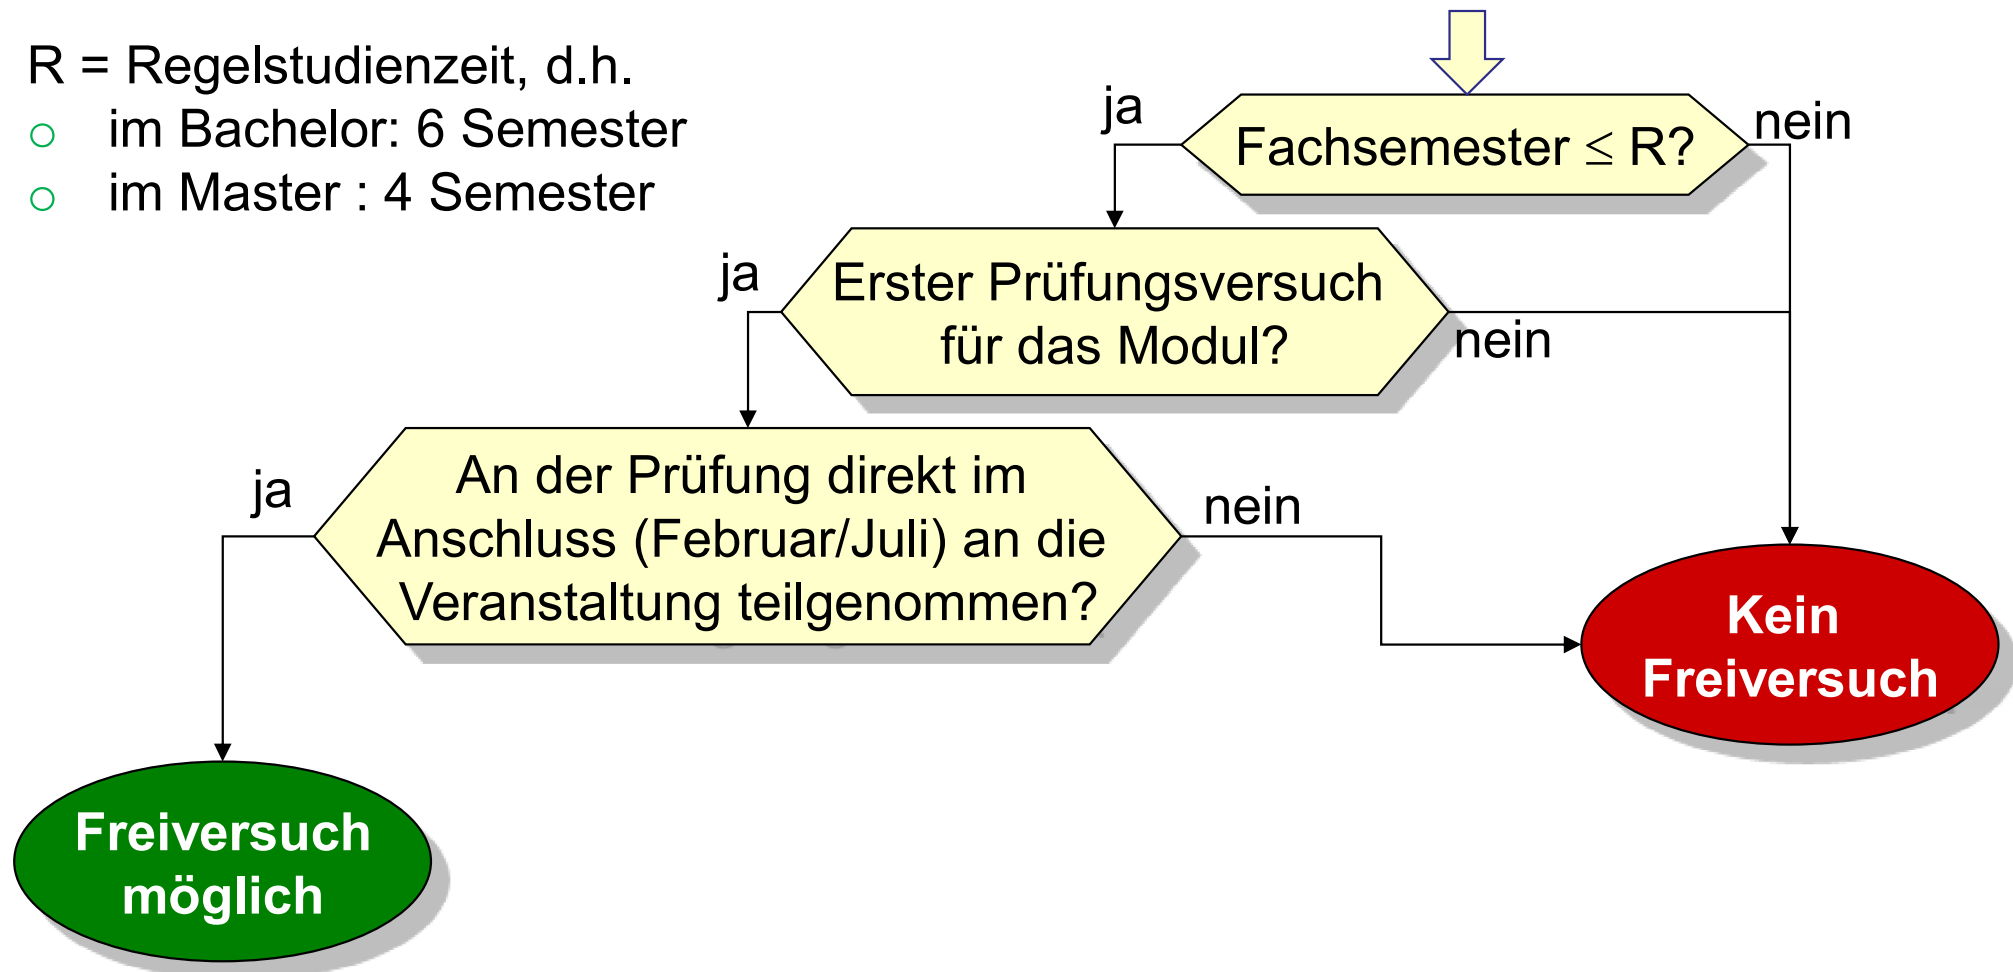 R = Regelstudienzeit, d.h.
im Bachelor: 6 Semester
im Master : 4 Semester
Fachsemester ≤ R?
ja
nein
Erster Prüfungsversuch
für das Modul?
ja
nein
An der Prüfung direkt im
Anschluss (Februar/Juli) an die
Veranstaltung teilgenommen?
ja
nein
Kein
Freiversuch
Freiversuch
möglich